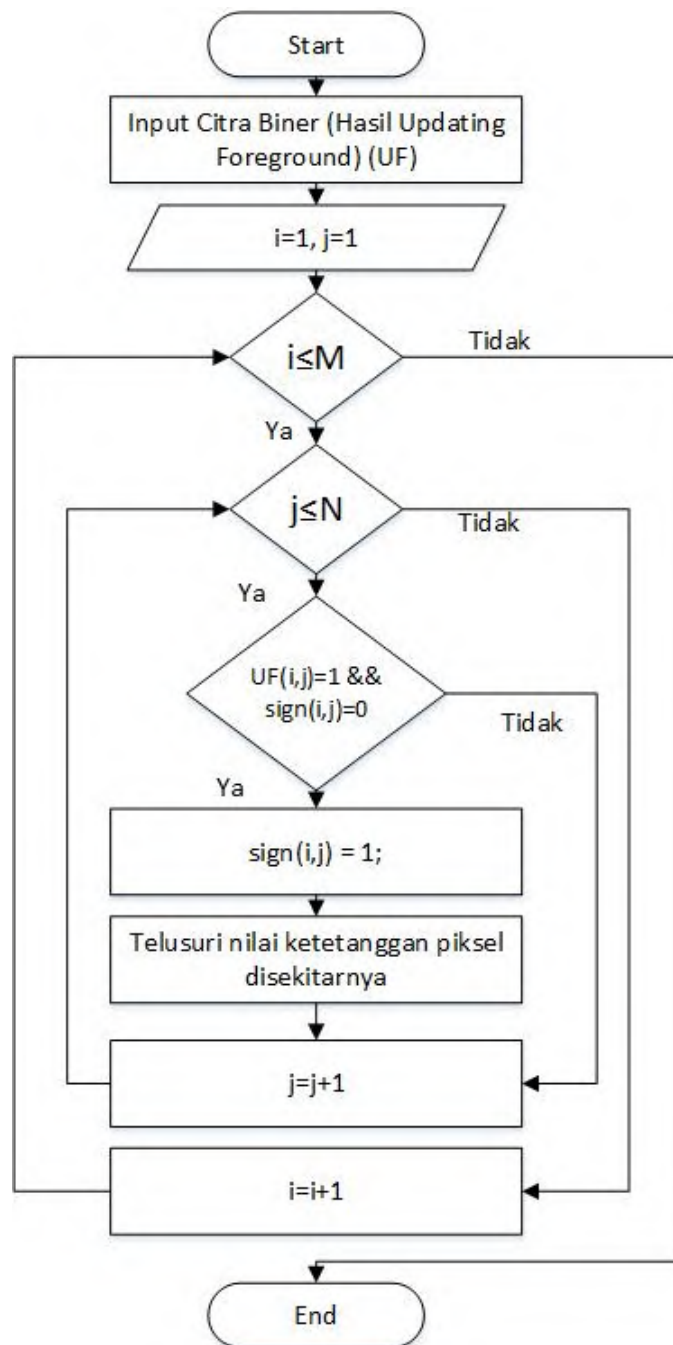 Start
Input Citra Biner (Hasil Updating
Foreground) (UF)
i=1, j=1
i≤M
Tidak
Ya
j≤N
Tidak
Ya
UF(i,j)=1 &&
sign(i,j)=0
Tidak
Ya
sign(i,j) = 1;
Telusuri nilai ketetanggan piksel
disekitarnya
j=j+1
i=i+1
End